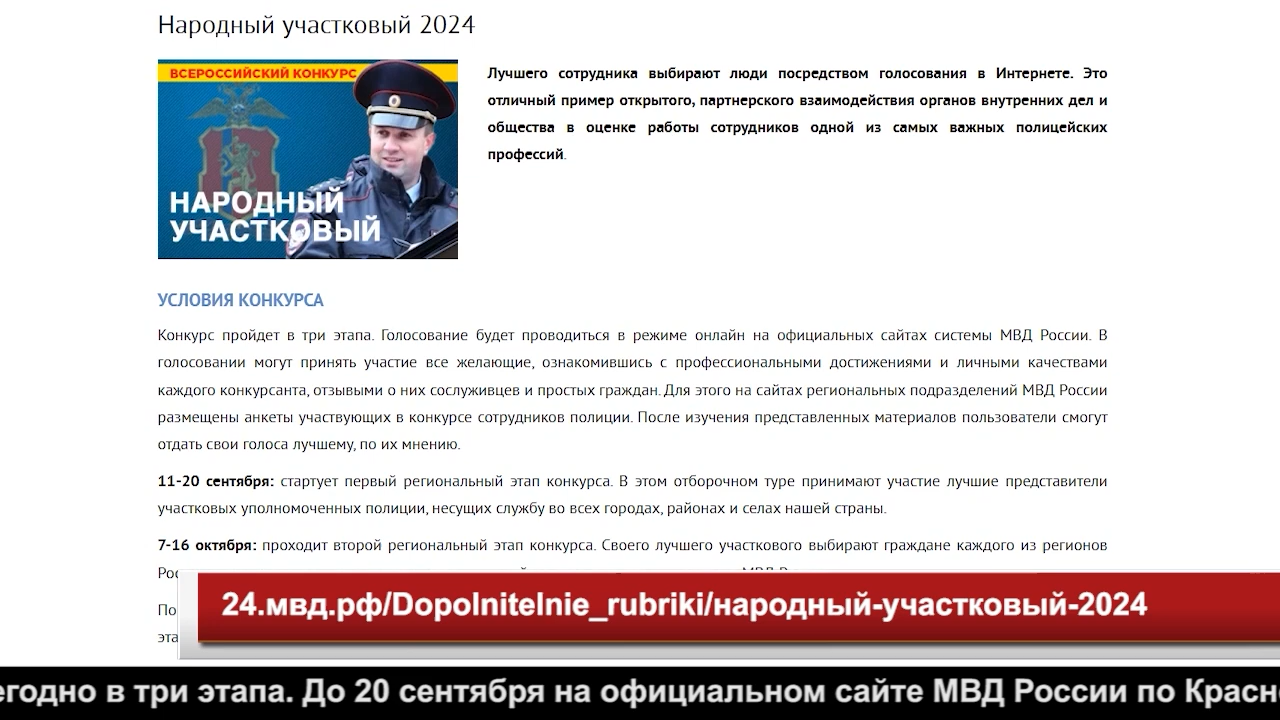 Народный участковый 2024
ВСЕРОССИЙСКИЙ КОНКУРС
НАРОДНЫЙ
УЧАСТКОВЫЙ
Лучшего сотрудника выбирают люди посредством голосования в Интернете. Это
отличный пример открытого, партнерского взаимодействия органов внутренних дел и
общества в оценке работы сотрудников одной из самых важных полицейских
профессий.
УСЛОВИЯ КОНКУРСА
Конкурс пройдет в три этапа. Голосование будет проводиться в режиме онлайн на официальных сайтах системы МВД России. В
голосовании могут принять участие все желающие, ознакомившись с профессиональными достижениями и личными качествами
каждого конкурсанта, отзывами о них сослуживцев и простых граждан. Для этого на сайтах региональных подразделений МВД России
размещены анкеты участвующих в конкурсе сотрудников полиции. После изучения представленных материалов пользователи смогут
отдать свои голоса лучшему, по их мнению.
11-20 сентября: стартует первый региональный этап конкурса. В этом отборочном туре принимают участие лучшие представители
участковых уполномоченных полиции, несущих службу во всех городах, районах и селах нашей страны.
7-16 октября: проходит второй региональный этап конкурса. Своего лучшего участкового выбирают граждане каждого из регионов
24.мвд.рф/Dopolnitelnie_rubriki/народный-участковый-2024
егодно в три этапа. До 20 сентября на официальном сайте МВД России по Красно